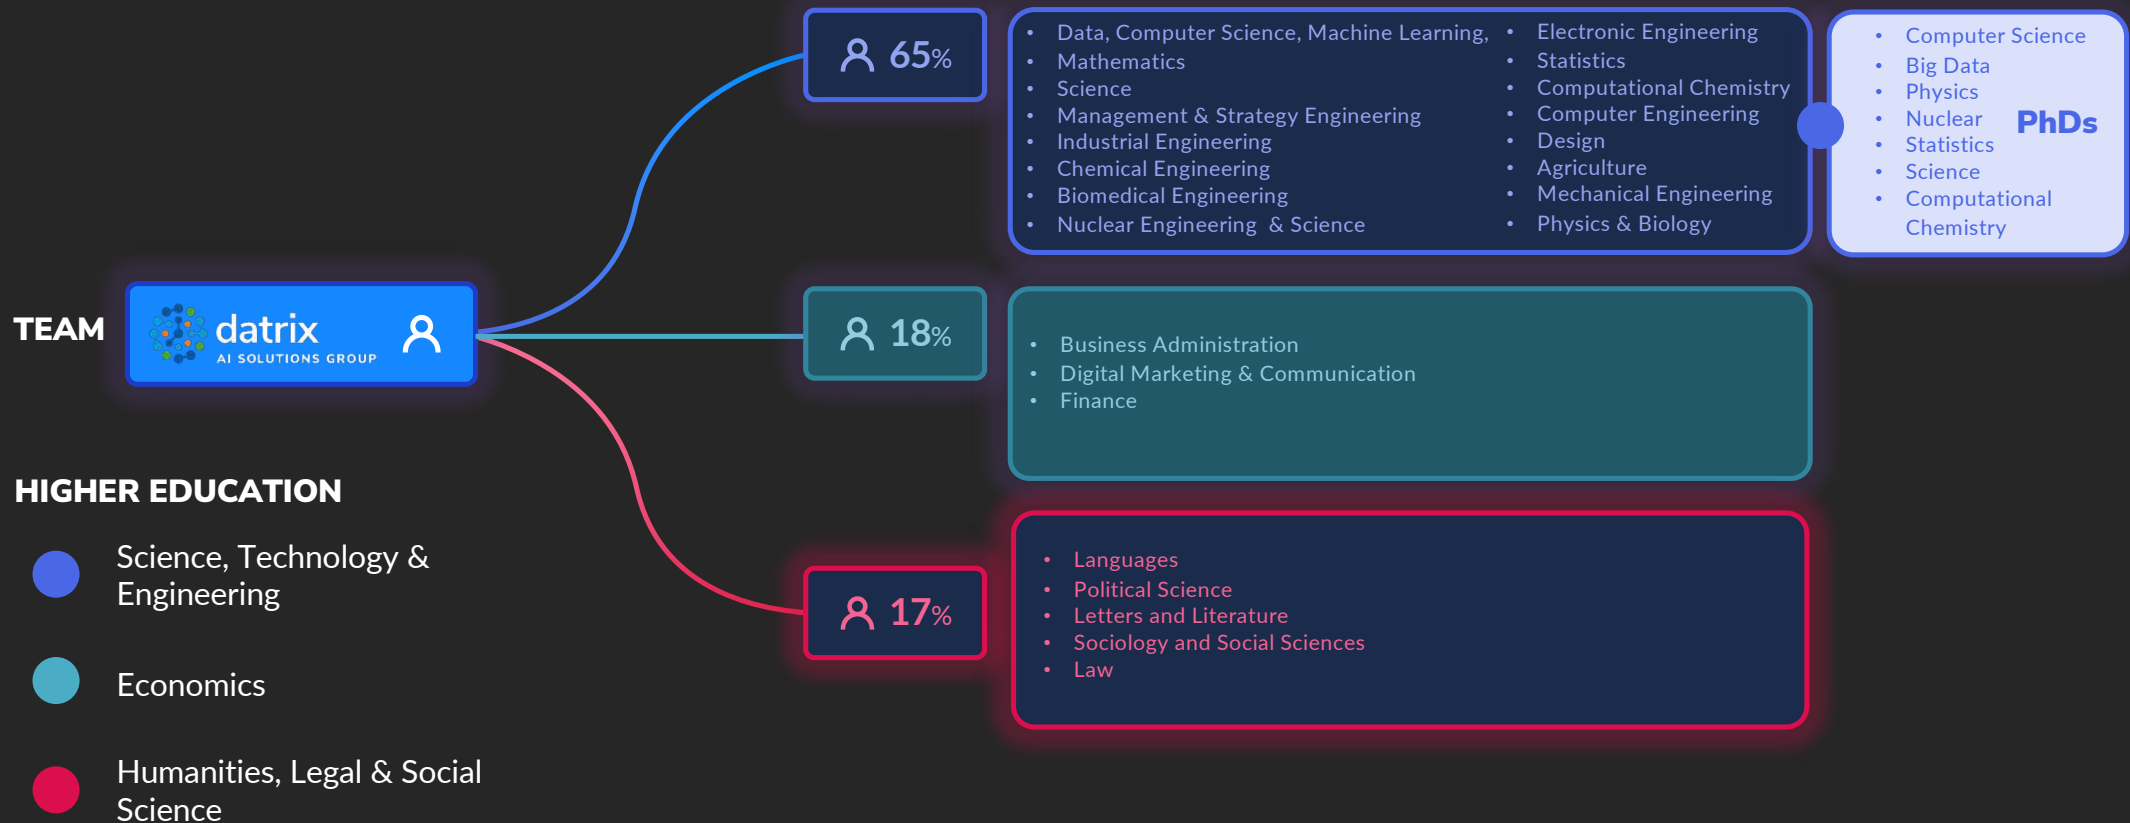 TEAM
datrix
AI SOLUTIONS GROUP
65%
• Data, Computer Science, Machine Learning,
• Mathematics
• Science
• Management & Strategy Engineering
• Industrial Engineering
• Chemical Engineering
• Biomedical Engineering
• Nuclear Engineering & Science
• Electronic Engineering
• Statistics
• Computational Chemistry
• Computer Engineering
• Design
• Agriculture
• Mechanical Engineering
• Physics & Biology
• Computer Science
• Big Data
• Physics
• Nuclear
• Statistics
• Science
• Computational
Chemistry
PhDs
18%
• Business Administration
• Digital Marketing & Communication
• Finance
17%
• Languages
• Political Science
• Letters and Literature
• Sociology and Social Sciences
• Law
HIGHER EDUCATION
Science, Technology &
Engineering
Economics
Humanities, Legal & Social
Science